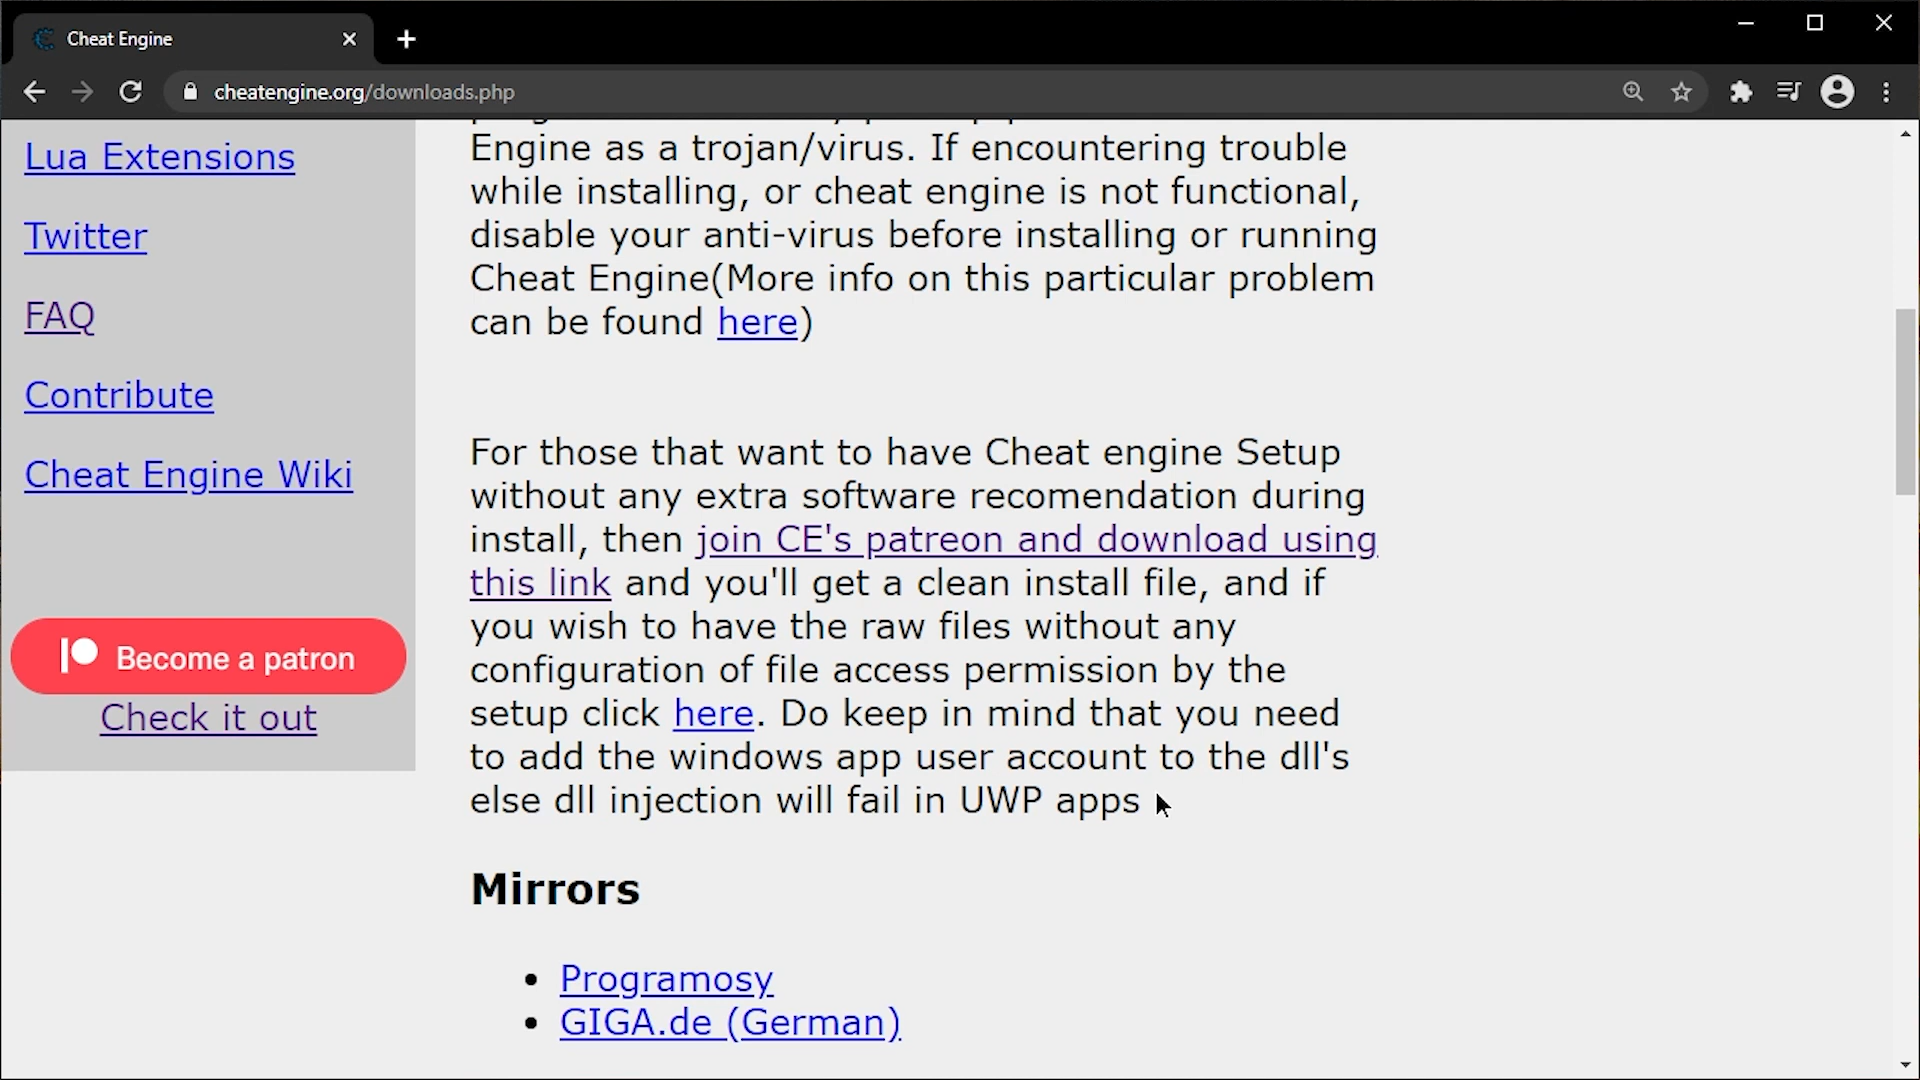 Cheat Engine
cheatengine.org/downloads.php
Lua Extensions
Twitter
FAQ
Contribute
Cheat Engine Wiki
Become a patron
Check it out
Engine as a trojan/virus. If encountering trouble
while installing, or cheat engine is not functional,
disable your anti-virus before installing or running
Cheat Engine(More info on this particular problem
can be found here)
For those that want to have Cheat engine Setup
without any extra software recomendation during
install, then join CE's patreon and download using
this link and you'll get a clean install file, and if
you wish to have the raw files without any
configuration of file access permission by the
setup click here. Do keep in mind that you need
to add the windows app user account to the dll's
else dll injection will fail in UWP apps
Mirrors
• Programosy
• GIGA.de (German)